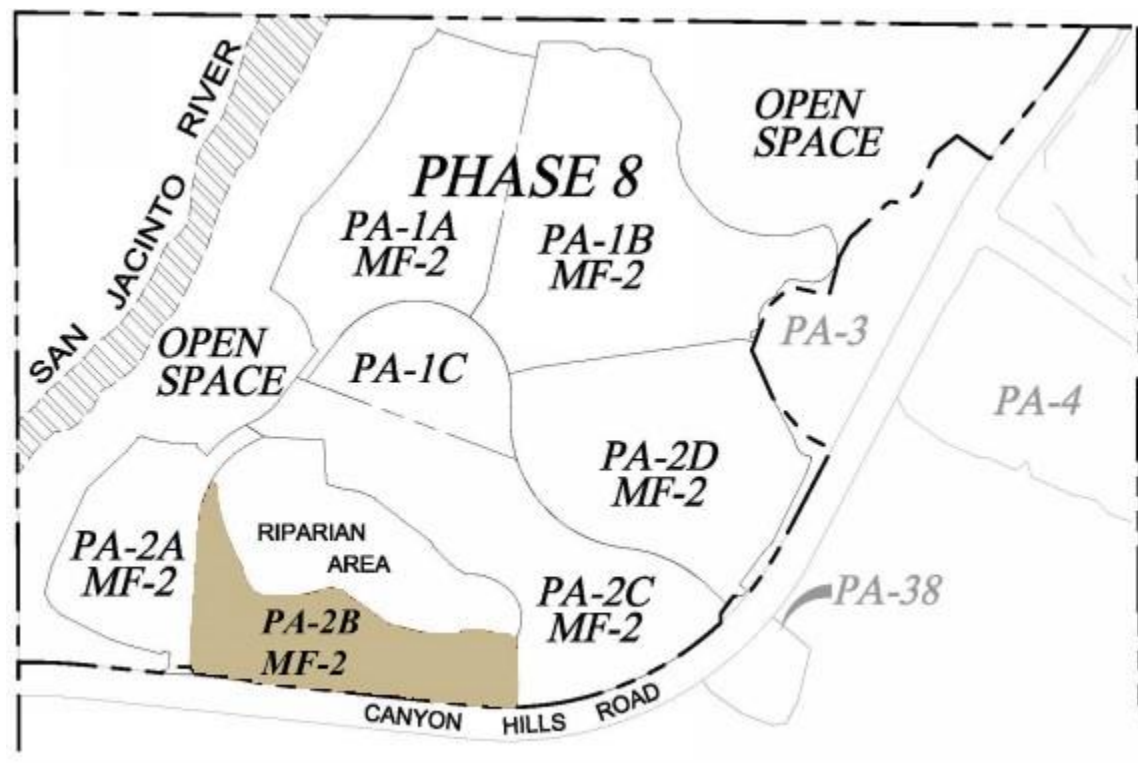 SAN JACINTO RIVER
OPEN
SPACE
PHASE 8
PA-1A
MF-2
PA-1B
MF-2
PA-3
OPEN
SPACE
PA-1C
PA-4
PA-2D
MF-2
RIPARIAN
AREA
PA-2A
MF-2
PA-2C
MF-2
PA-38
PA-2B
MF-2
CANYON HILLS ROAD